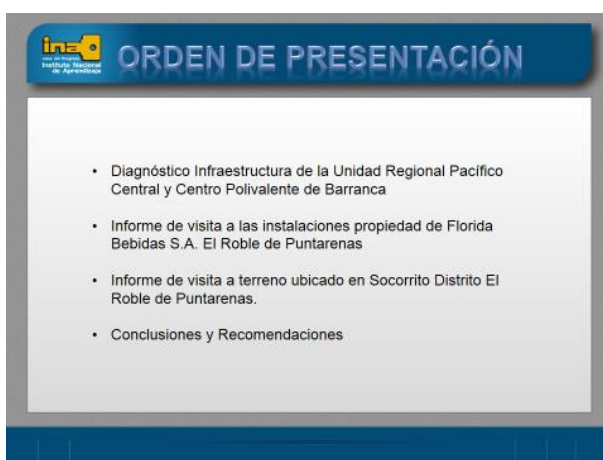 ina
Instituto Nacional
de Aprendizaje
ORDEN DE PRESENTACIÓN
• Diagnóstico Infraestructura de la Unidad Regional Pacífico
Central y Centro Polivalente de Barranca
• Informe de visita a las instalaciones propiedad de Florida
Bebidas S.A. El Roble de Puntarenas
• Informe de visita a terreno ubicado en Socorrito Distrito El
Roble de Puntarenas.
• Conclusiones y Recomendaciones